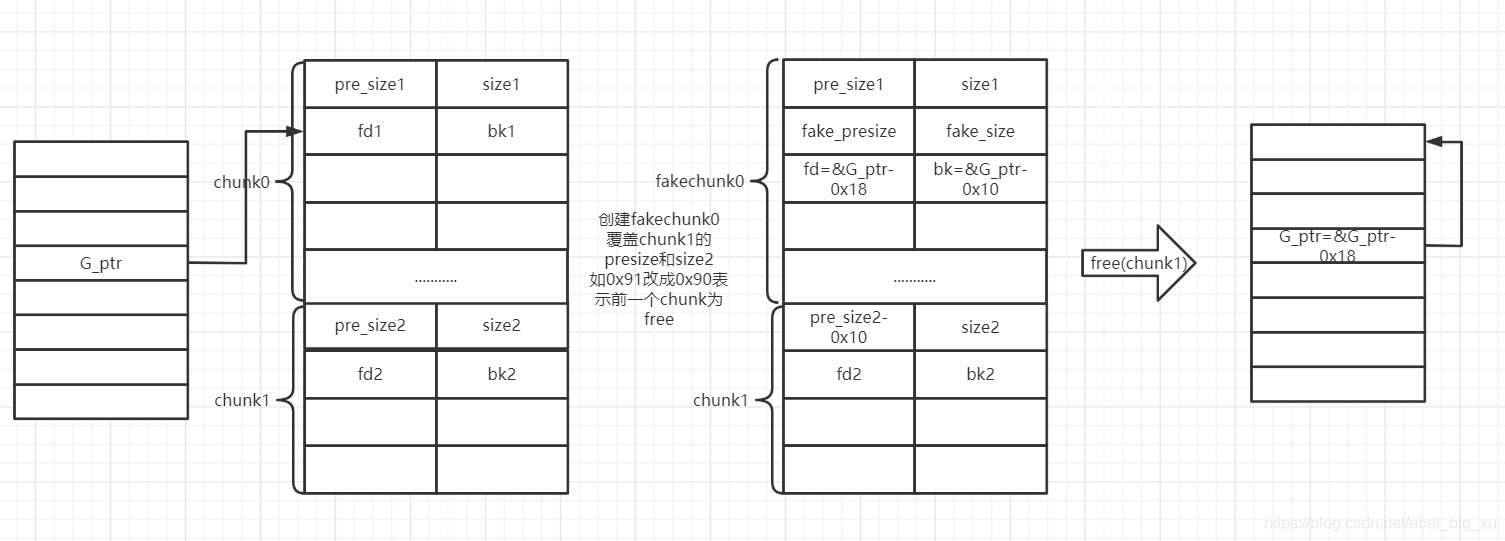 G_ptr
chunk0
pre_size1
size1
fd1
bk1
...........
chunk1
pre_size2
size2
fd2
bk2
创建fakechunk0
覆盖chunk1的
presize和size2
如0x91改成0x90表
示前一个chunk为
free
fakechunk0
pre_size1
size1
fake_presize
fake_size
fd=&G_ptr-
0x18
bk=&G_ptr-
0x10
...........
chunk1
pre_size2-
0x10
size2
fd2
bk2
free(chunk1)
G_ptr=&G_ptr-
0x18
https://blog.csdn.net/abel_big_xu